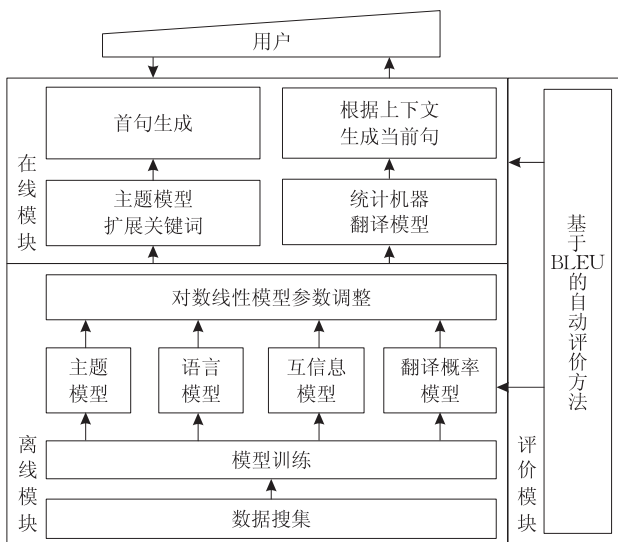 用户
首句生成
根据上下文
生成当前句
在线模块
主题模型
扩展关键词
统计机器
翻译模型
对数线性模型参数调整
主题
模型
语言
模型
互信息
模型
翻译概率
模型
离线模块
模型训练
数据搜集
基于
BLEU
的自动评价方法
评价模块